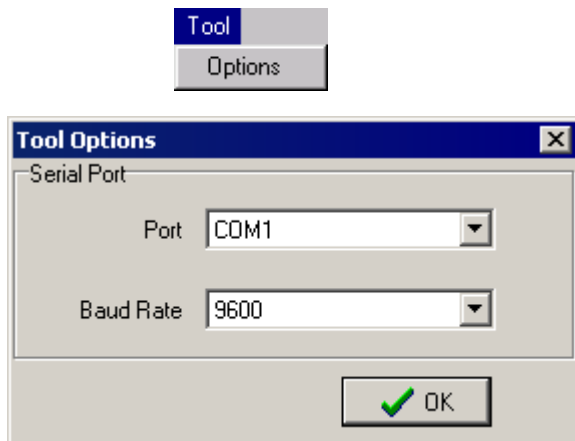 Tool
Options
Tool Options
Serial Port
Port COM1
Baud Rate 9600
OK